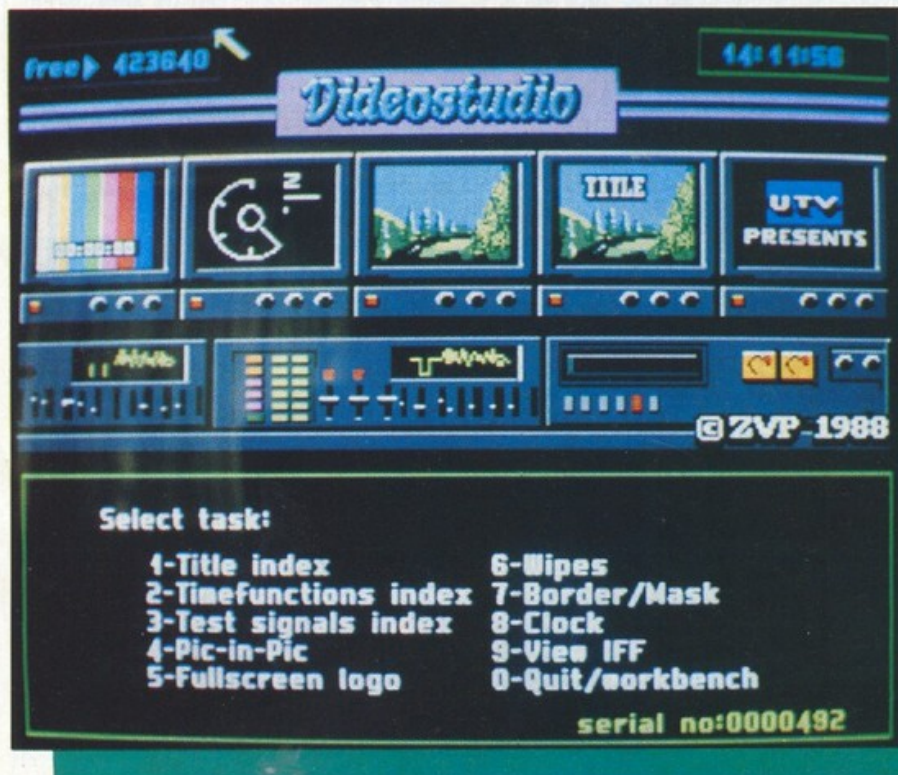 free▶ 423640
14:11:56
Videostudio
00:00:00
TITLE
UTV
PRESENTS
© ZVP 1988
Select task:
1-Title index
2-Timefunctions index
3-Test signals index
4-Pic-in-Pic
5-Fullscreen logo
6-Wipes
7-Border/Mask
8-Clock
9-View IFF
0-Quit/workbench
serial no:0000492